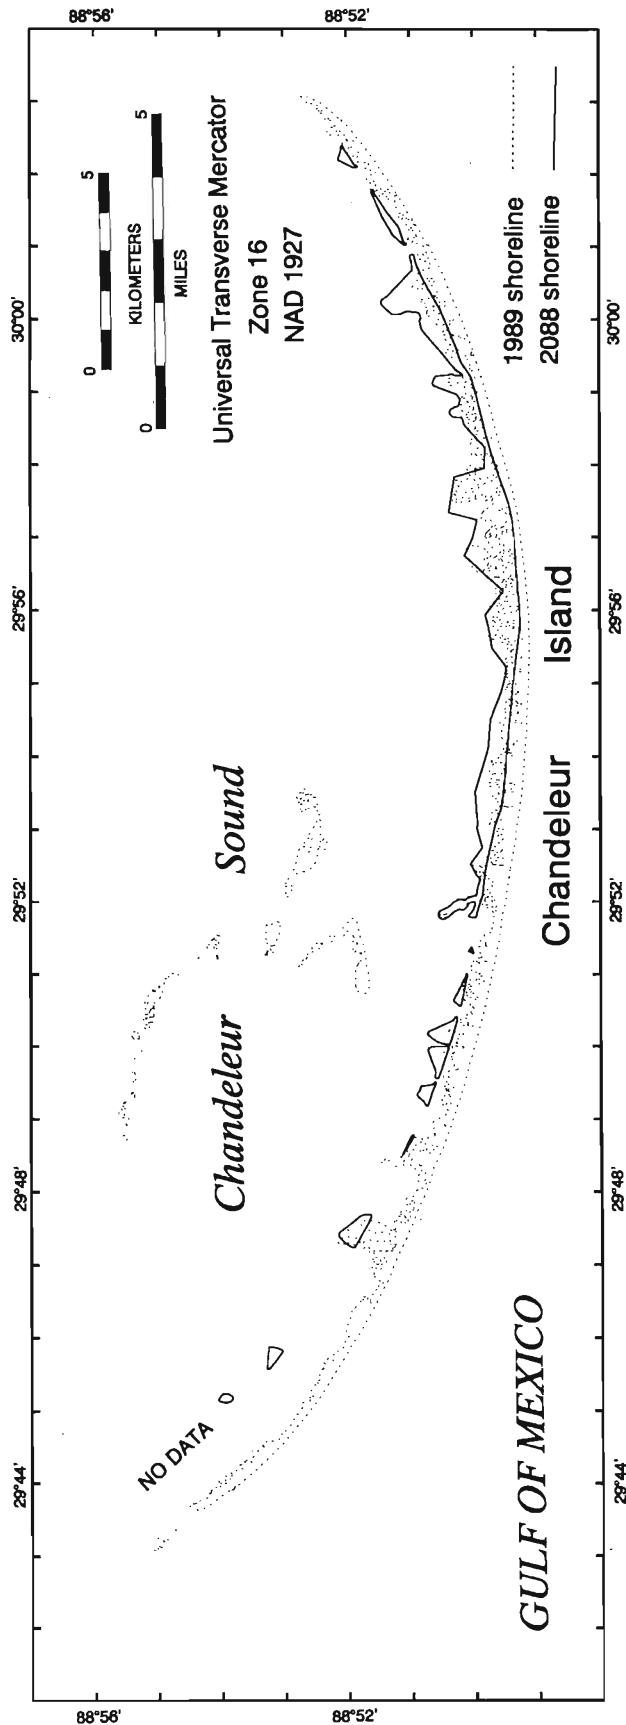 88°56'
88°52'
5
5
KILOMETERS
MILES
0
0
Universal Transverse Mercator
Zone 16
NAD 1927
1989 shoreline
2088 shoreline
30°00'
30°00'
29°56'
29°56'
Chandeleur Island
Chandeleur Sound
29°52'
29°52'
29°48'
29°48'
NO DATA
29°44'
29°44'
GULF OF MEXICO
88°56'
88°52'